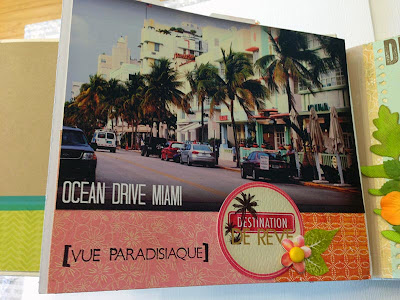 OCEAN DRIVE MIAMI
DESTINATION
DE RÊVE
[VUE PARADISIAQUE]